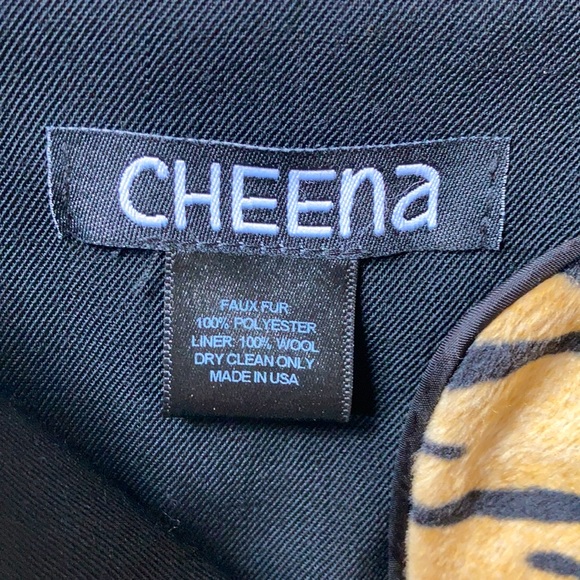 CHEENa
FAUX FUR
100% POLYESTER
LINER: 100% WOOL
DRY CLEAN ONLY
MADE IN USA